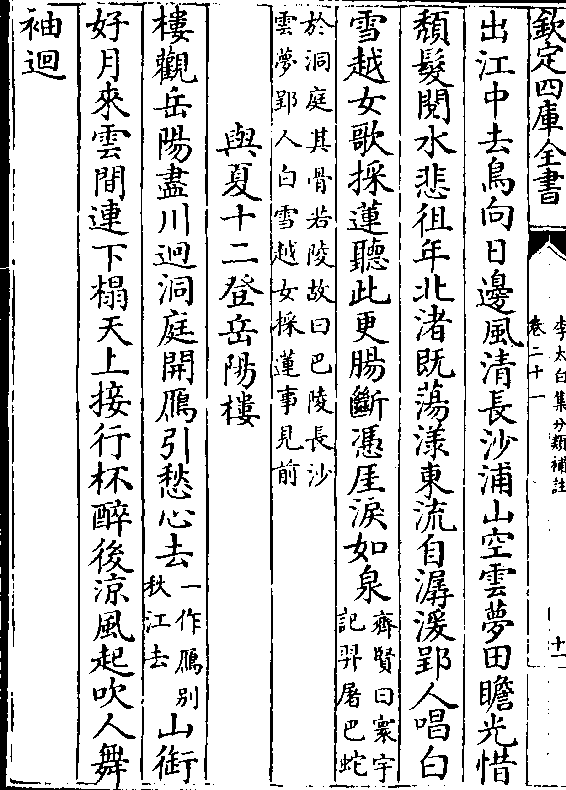 欽定四庫全書
李太白集分類補註
卷二十一
十一
出江中去鳥向日邊風清長沙浦山空雲夢田瞻光惜
頹髮閱水悲徂年北渚既蕩漾東流自潺湲郢人唱白
雪越女歌採蓮聽此更腸斷憑厓淚如泉
齊賢曰寰宇
記羿屠巴蛇
於洞庭其骨若陵故曰巴陵長沙
雲夢郢人白雪越女採蓮事見前
與夏十二登岳陽樓
樓觀岳陽盡川迴洞庭開鴈引愁心去
一作鴈别
秩江去
山銜
好月來雲間連下榻天上接行杯醉後涼風起吹人舞
袖迴